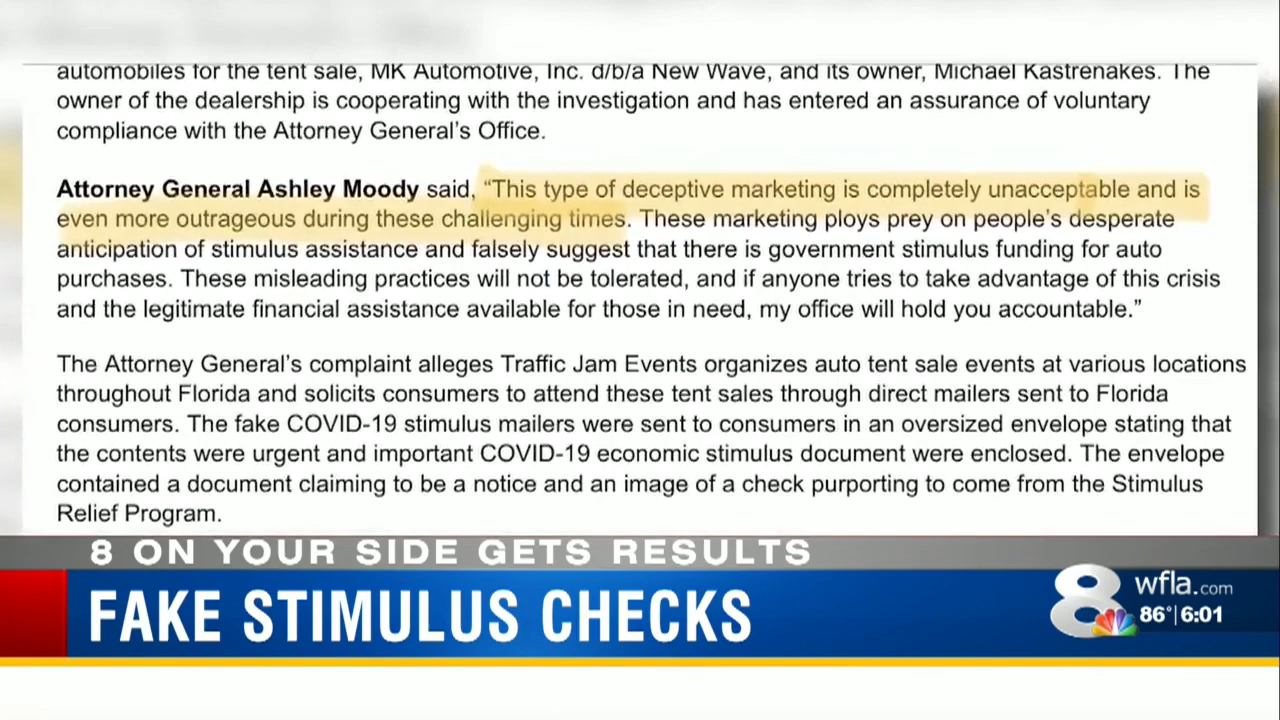 automobiles for the tent sale, MK Automotive, Inc. d/b/a New Wave, and its owner, Michael Kastrenakes. The
owner of the dealership is cooperating with the investigation and has entered an assurance of voluntary
compliance with the Attorney General's Office.
Attorney General Ashley Moody said, “This type of deceptive marketing is completely unacceptable and is
even more outrageous during these challenging times. These marketing ploys prey on people's desperate
anticipation of stimulus assistance and falsely suggest that there is government stimulus funding for auto
purchases. These misleading practices will not be tolerated, and if anyone tries to take advantage of this crisis
and the legitimate financial assistance available for those in need, my office will hold you accountable.”
The Attorney General's complaint alleges Traffic Jam Events organizes auto tent sale events at various locations
throughout Florida and solicits consumers to attend these tent sales through direct mailers sent to Florida
consumers. The fake COVID-19 stimulus mailers were sent to consumers in an oversized envelope stating that
the contents were urgent and important COVID-19 economic stimulus document were enclosed. The envelope
contained a document claiming to be a notice and an image of a check purporting to come from the Stimulus
Relief Program.
8 ON YOUR SIDE GETS RESULTS
FAKE STIMULUS CHECKS
8 wfla.com
86° | 6:01